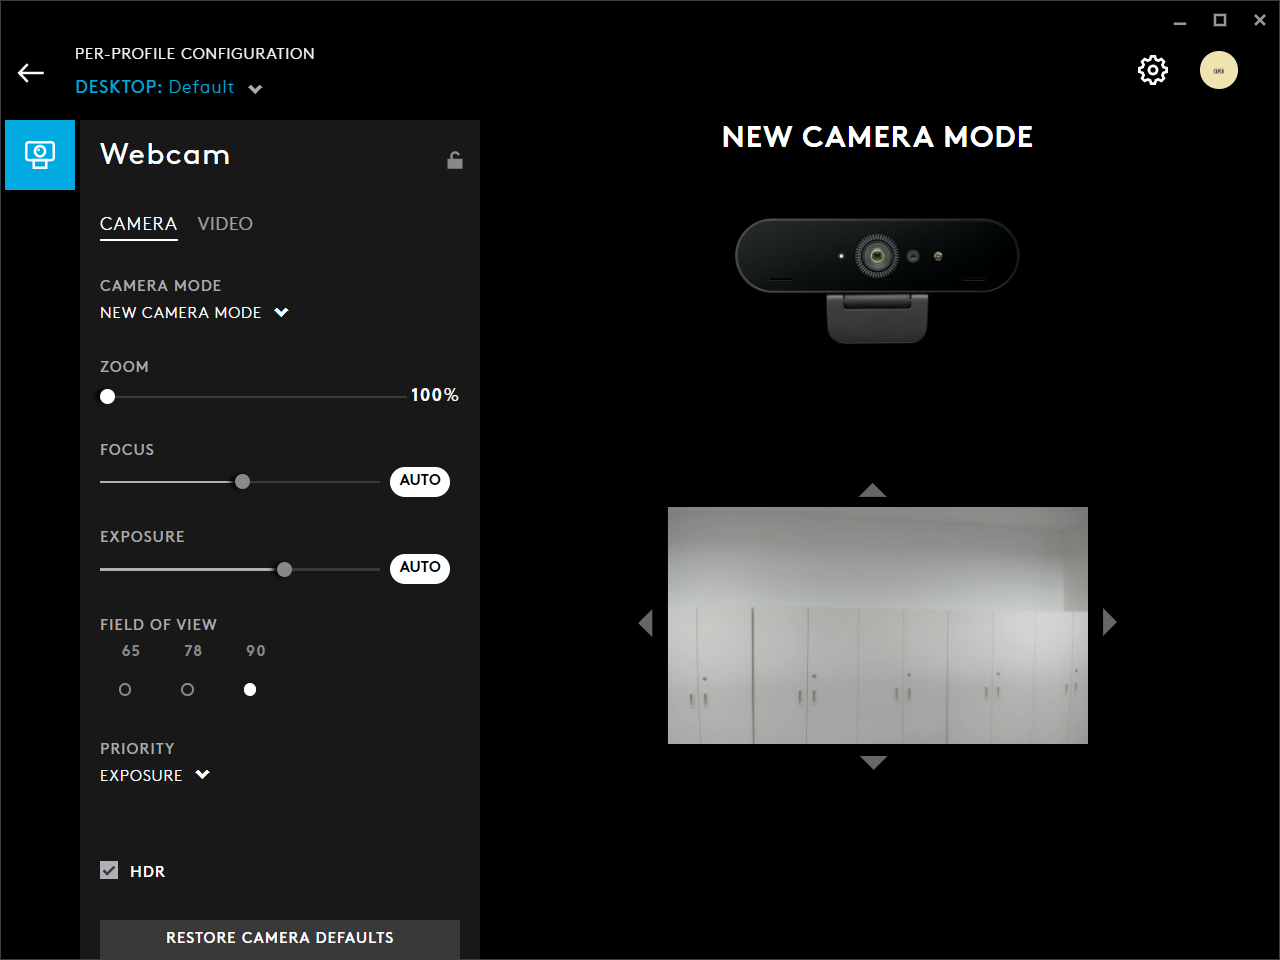 PER-PROFILE CONFIGURATION
DESKTOP: Default
Webcam
CAMERA VIDEO
CAMERA MODE
NEW CAMERA MODE
ZOOM
100%
FOCUS
AUTO
EXPOSURE
AUTO
FIELD OF VIEW
65 78 90
PRIORITY
EXPOSURE
HDR
RESTORE CAMERA DEFAULTS
NEW CAMERA MODE